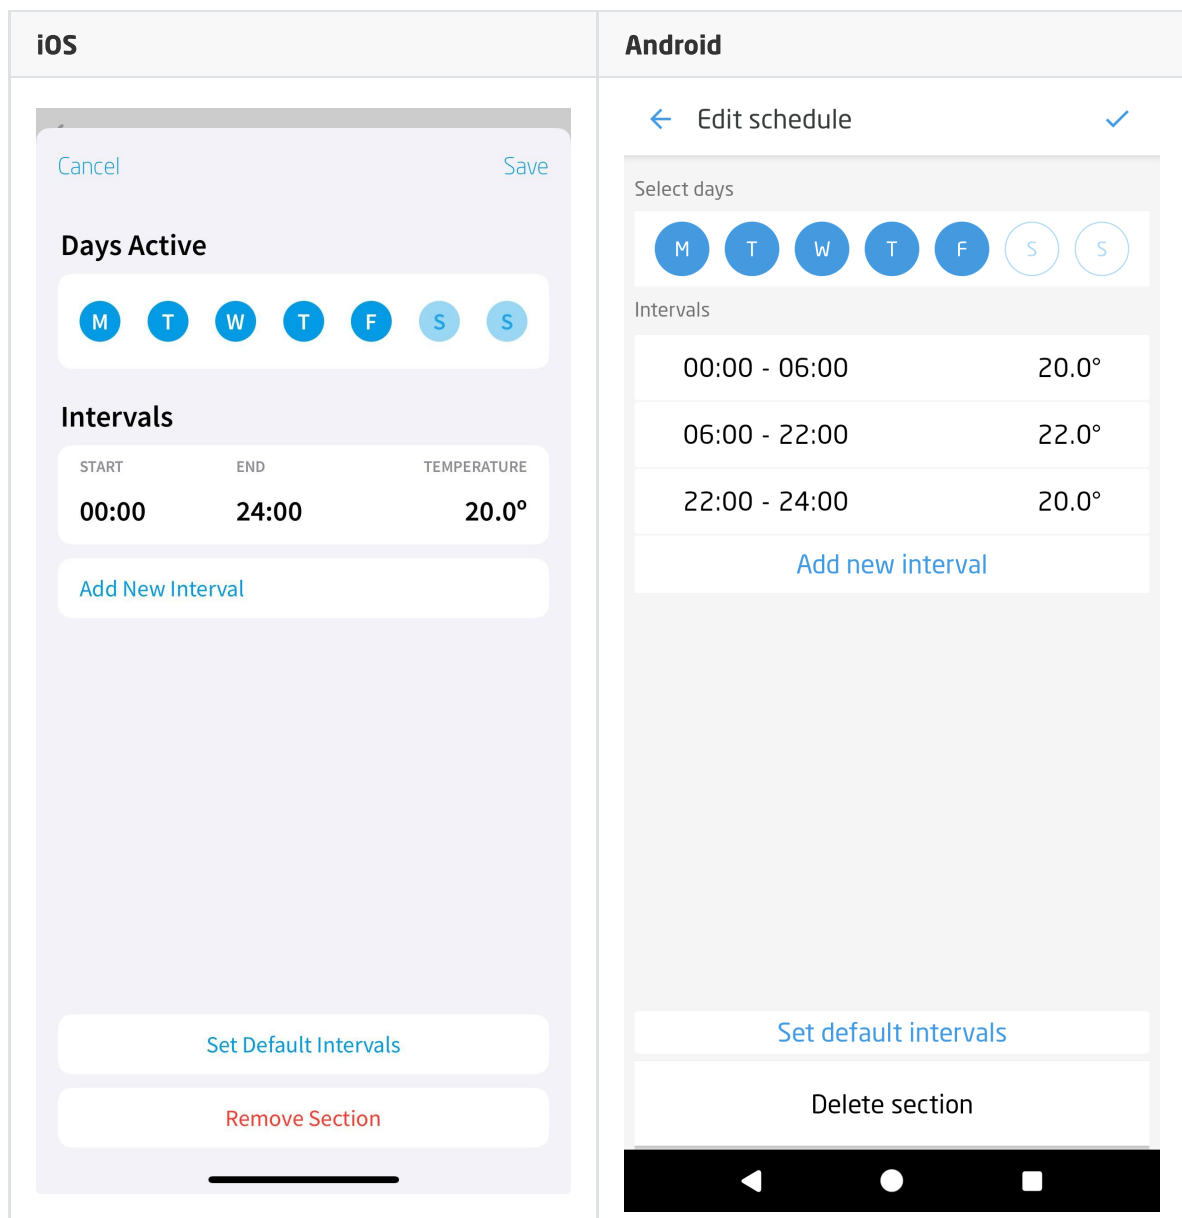 iOS
Android
Cancel Save
Days Active
M T W T F S S
Intervals
START END TEMPERATURE
00:00 24:00 20.0º
Add New Interval
Set Default Intervals
Remove Section
Edit schedule
Select days
M T W T F S S
Intervals
00:00 - 06:00 20.0°
06:00 - 22:00 22.0°
22:00 - 24:00 20.0°
Add new interval
Set default intervals
Delete section